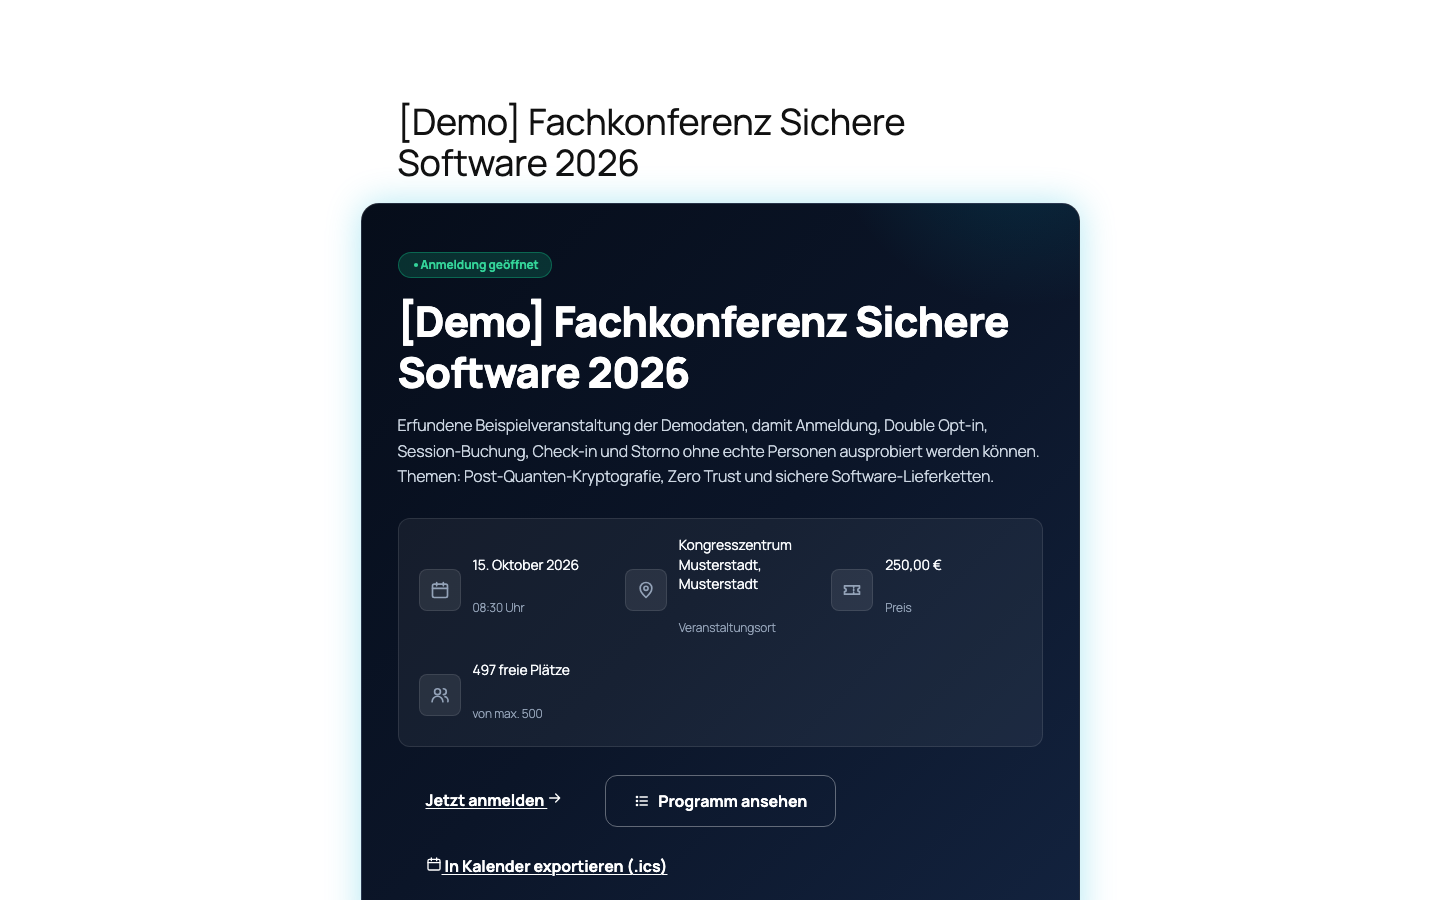 [Demo] Fachkonferenz Sichere
Software 2026
• Anmeldung geöffnet
[Demo] Fachkonferenz Sichere
Software 2026
Erfundene Beispielveranstaltung der Demodaten, damit Anmeldung, Double Opt-in,
Session-Buchung, Check-in und Storno ohne echte Personen ausprobiert werden können.
Themen: Post-Quanten-Kryptografie, Zero Trust und sichere Software-Lieferketten.
15. Oktober 2026
08:30 Uhr
Kongresszentrum
Musterstadt,
Musterstadt
Veranstaltungsort
250,00 €
Preis
497 freie Plätze
von max. 500
Jetzt anmelden →
Programm ansehen
In Kalender exportieren (.ics)